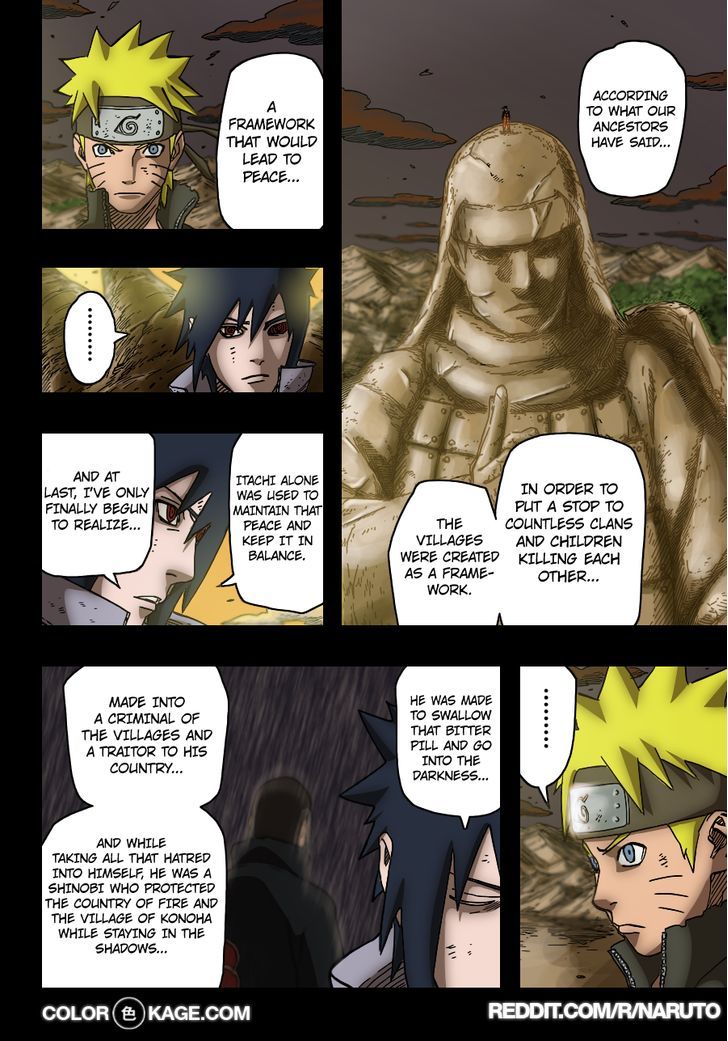 ACCORDING
TO WHAT OUR
ANCESTORS
HAVE SAID...
IN ORDER TO
PUT A STOP TO
COUNTLESS CLANS
AND CHILDREN
KILLING EACH
OTHER...
THE
VILLAGES
WERE CREATED
AS A FRAME-
WORK.
A
FRAMEWORK
THAT WOULD
LEAD TO
PEACE...
........
ITACHI ALONE
WAS USED TO
MAINTAIN THAT
PEACE AND
KEEP IT IN
BALANCE.
AND AT
LAST, I'VE ONLY
FINALLY BEGUN
TO REALIZE...
........
HE WAS MADE
TO SWALLOW
THAT BITTER
PILL AND GO
INTO THE
DARKNESS...
MADE INTO
A CRIMINAL OF
THE VILLAGES AND
A TRAITOR TO HIS
COUNTRY...
AND WHILE
TAKING ALL THAT HATRED
INTO HIMSELF, HE WAS A
SHINOBI WHO PROTECTED
THE COUNTRY OF FIRE AND
THE VILLAGE OF KONOHA
WHILE STAYING IN THE
SHADOWS...
COLOR 色 KAGE.COM
REDDIT.COM/R/NARUTO